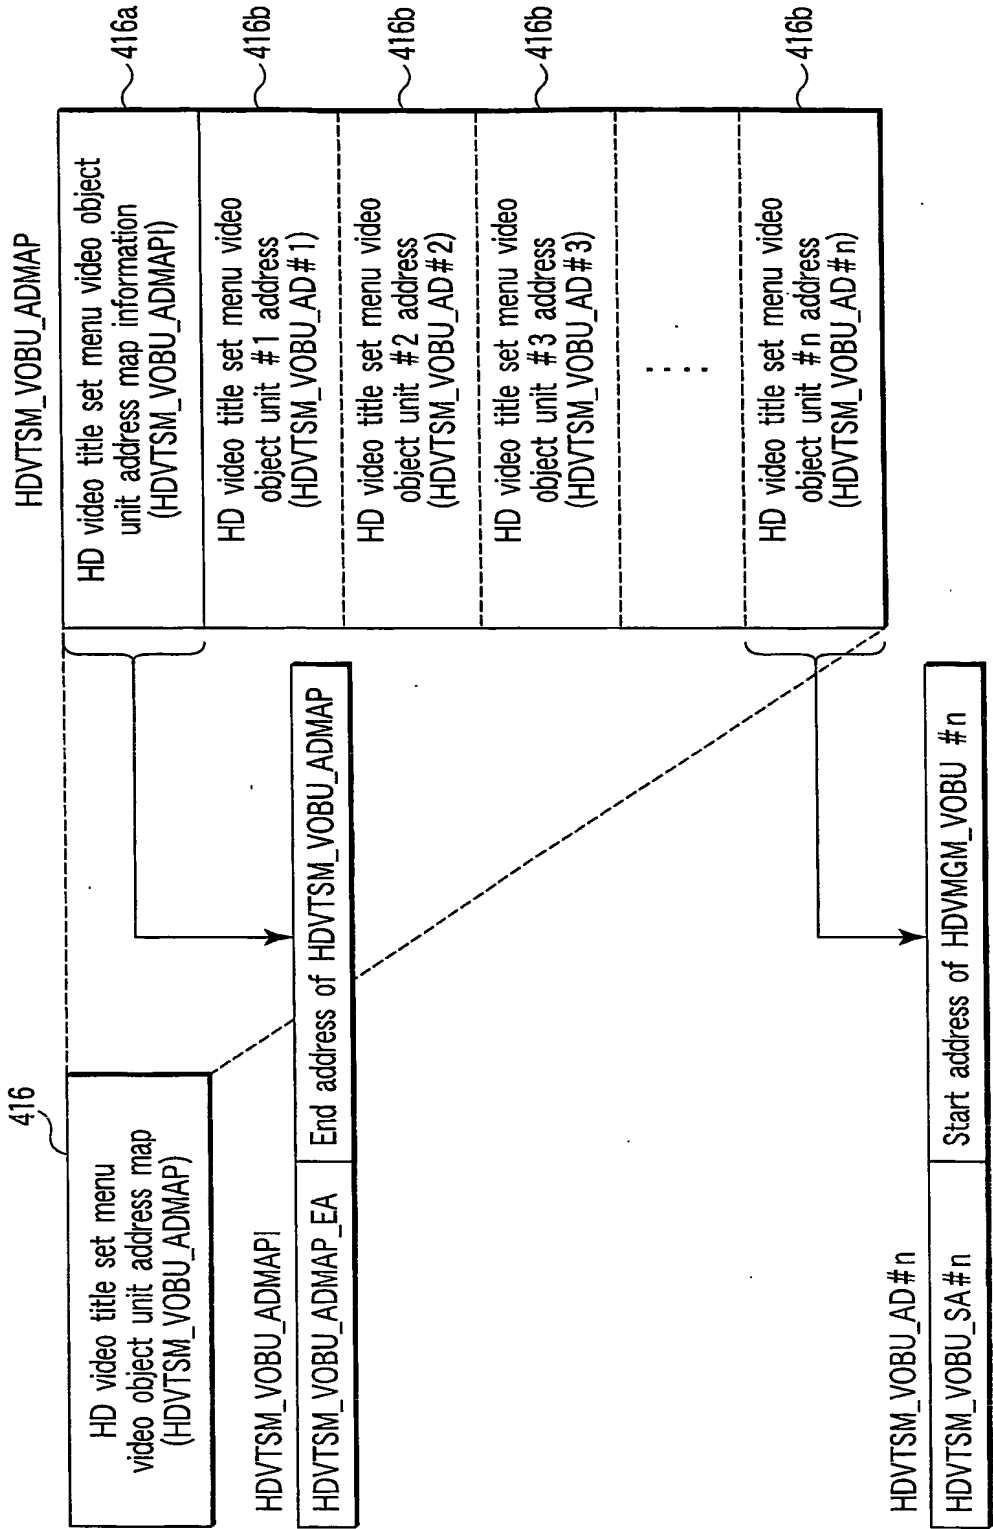 416
HD video title set menu
video object unit address map
(HDVTSM_VOBU_ADMAP)
HDVTSM_VOBU_ADMAPI
HDVTSM_VOBU_ADMAP_EA
End address of HDVTSM_VOBU_ADMAP
HDVTSM_VOBU_AD#n
HDVTSM_VOBU_SA#n
Start address of HDVMGM_VOBU #n
HDVTSM_VOBU_ADMAP
HD video title set menu video object
unit address map information
(HDVTSM_VOBU_ADMAPI)
416a
HD video title set menu video
object unit #1 address
(HDVTSM_VOBU_AD#1)
416b
HD video title set menu video
object unit #2 address
(HDVTSM_VOBU_AD#2)
416b
HD video title set menu video
object unit #3 address
(HDVTSM_VOBU_AD#3)
416b
.....
HD video title set menu video
object unit #n address
(HDVTSM_VOBU_AD#n)
416b